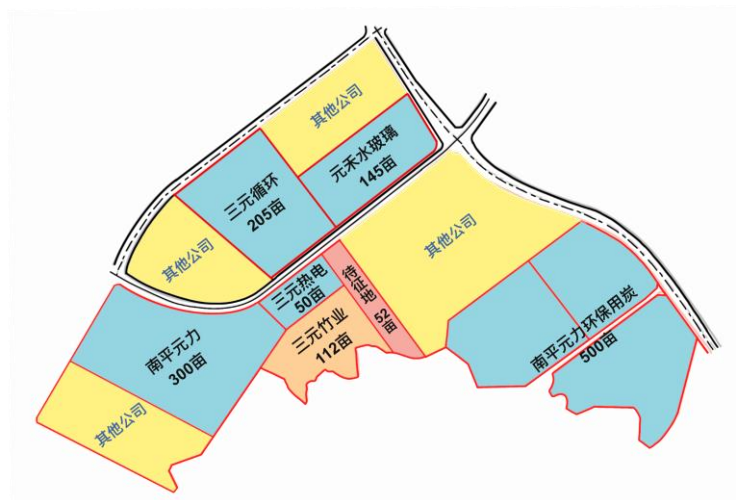 其他公司
元禾水玻璃
145亩
三元循环
205亩
其他公司
其他公司
三元热电
50亩
待征地
52亩
三元竹业
112亩
南平元力
300亩
其他公司
南平元力环保用炭
500亩